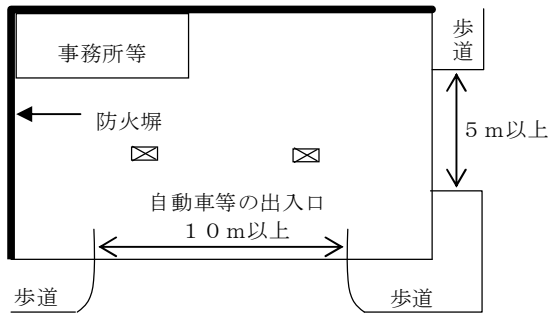 歩道
事務所等
防火塀
5m以上
自動車等の出入口
10m以上
歩道
歩道